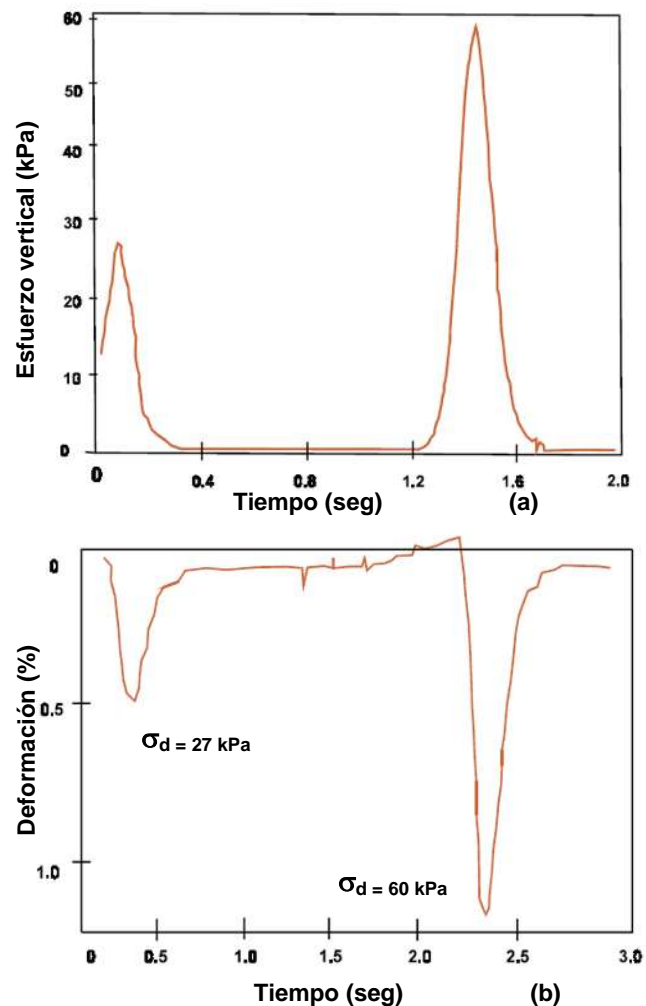 60
50
40
30
20
10
0
Esfuerzo vertical (kPa)
0 0.4 0.8 1.2 1.6 2.0
Tiempo (seg) (a)
0
0.5
1.0
Deformación (%)
σd = 27 kPa
σd = 60 kPa
0 0.5 1.0 1.5 2.0 2.5 3.0
Tiempo (seg) (b)